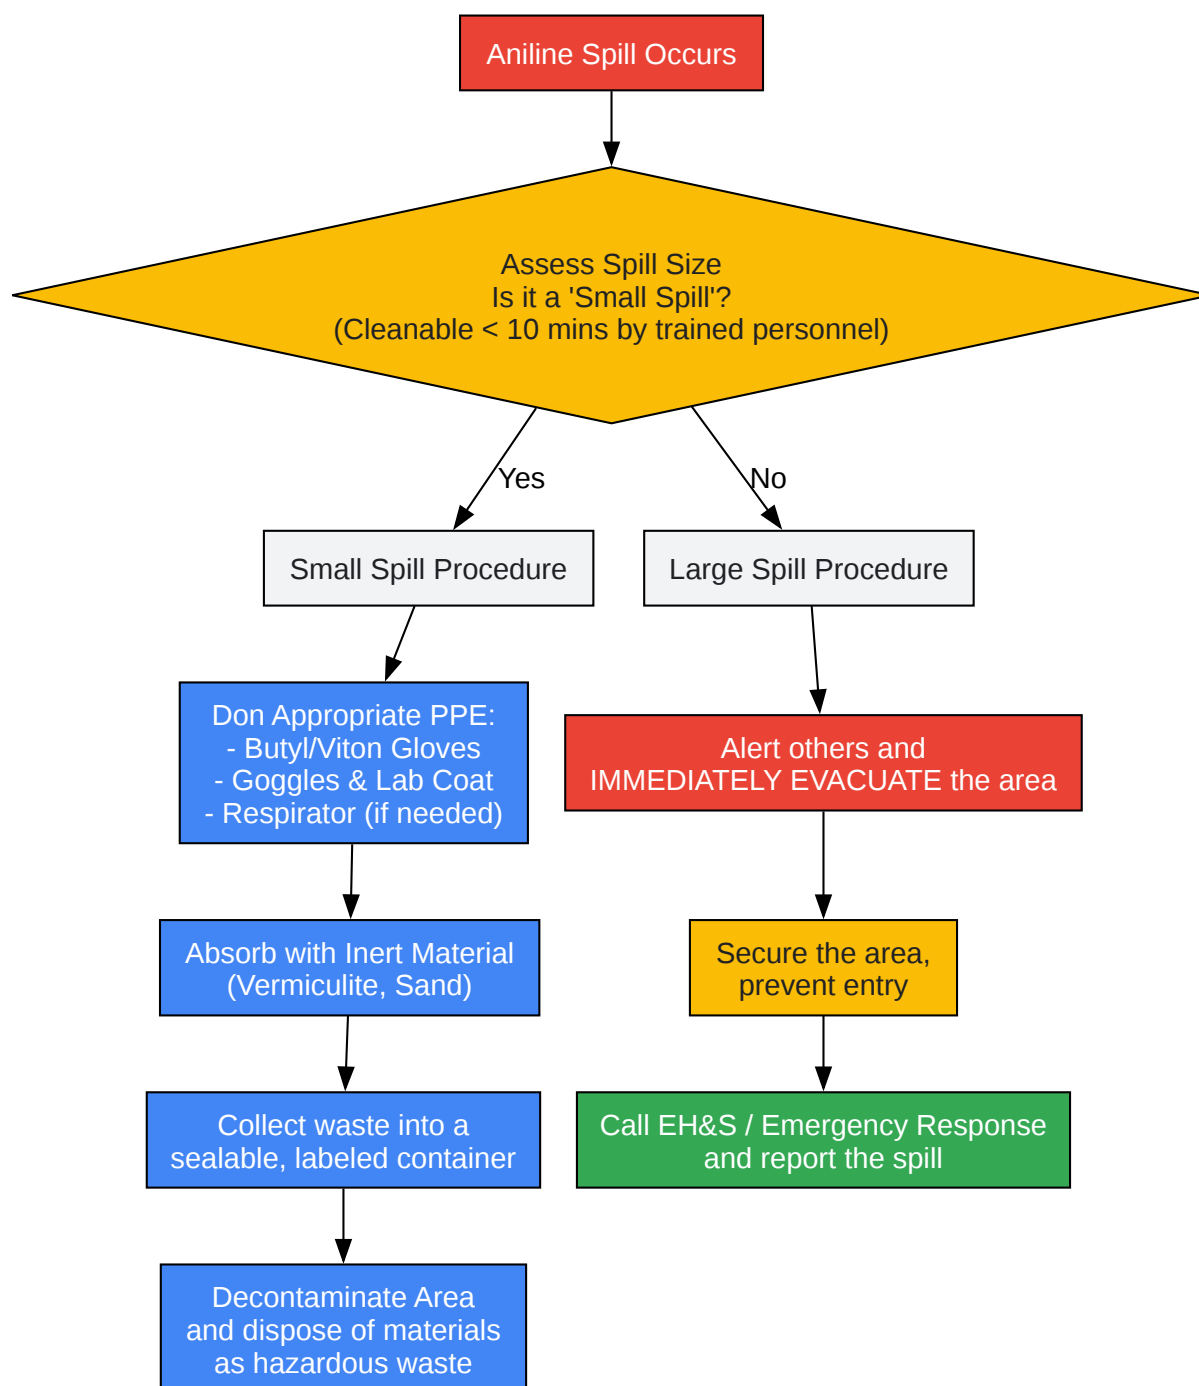 Aniline Spill Occurs
Assess Spill Size
Is it a 'Small Spill'?
(Cleanable < 10 mins by trained personnel)
Yes
No
Small Spill Procedure
Large Spill Procedure
Don Appropriate PPE:
- Butyl/Viton Gloves
- Goggles & Lab Coat
- Respirator (if needed)
Alert others and
IMMEDIATELY EVACUATE the area
Absorb with Inert Material
(Vermiculite, Sand)
Secure the area,
prevent entry
Collect waste into a
sealable, labeled container
Call EH&S / Emergency Response
and report the spill
Decontaminate Area
and dispose of materials
as hazardous waste